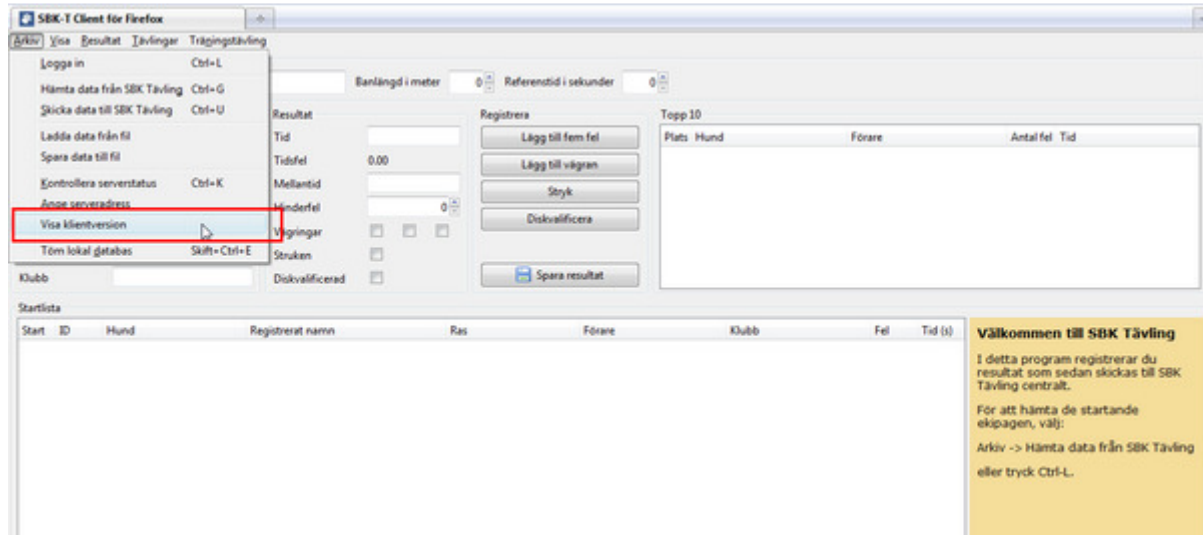 SBK-T Client för Firefox
Arkiv Visa Resultat Tävlingar Träningstävling
Logga in Ctrl+L
Hämta data från SBK Tävling Ctrl+G
Skicka data till SBK Tävling Ctrl+U
Ladda data från fil
Spara data till fil
Kontrollera serverstatus Ctrl+K
Ange serveradress
Visa klientversion
Töm lokal databas Skift+Ctrl+E
Klubb
Banlängd i meter 0 Referenstid i sekunder 0
Resultat
Tid
Tidsfel 0.00
Mellantid
Hinderfel 0
Vägringar
Struken
Diskvalificerad
Registrera
Lägg till fem fel
Lägg till vägran
Stryk
Diskvalificera
Spara resultat
Topp 10
Plats Hund Förare Antal fel Tid
Startlista
Start ID Hund Registrerat namn Ras Förare Klubb Fel Tid (s)
Välkommen till SBK Tävling
I detta program registrerar du
resultat som sedan skickas till SBK
Tävling centralt.
För att hämta de startande
ekipagen, välj:
Arkiv -> Hämta data från SBK Tävling
eller tryck Ctrl-L.